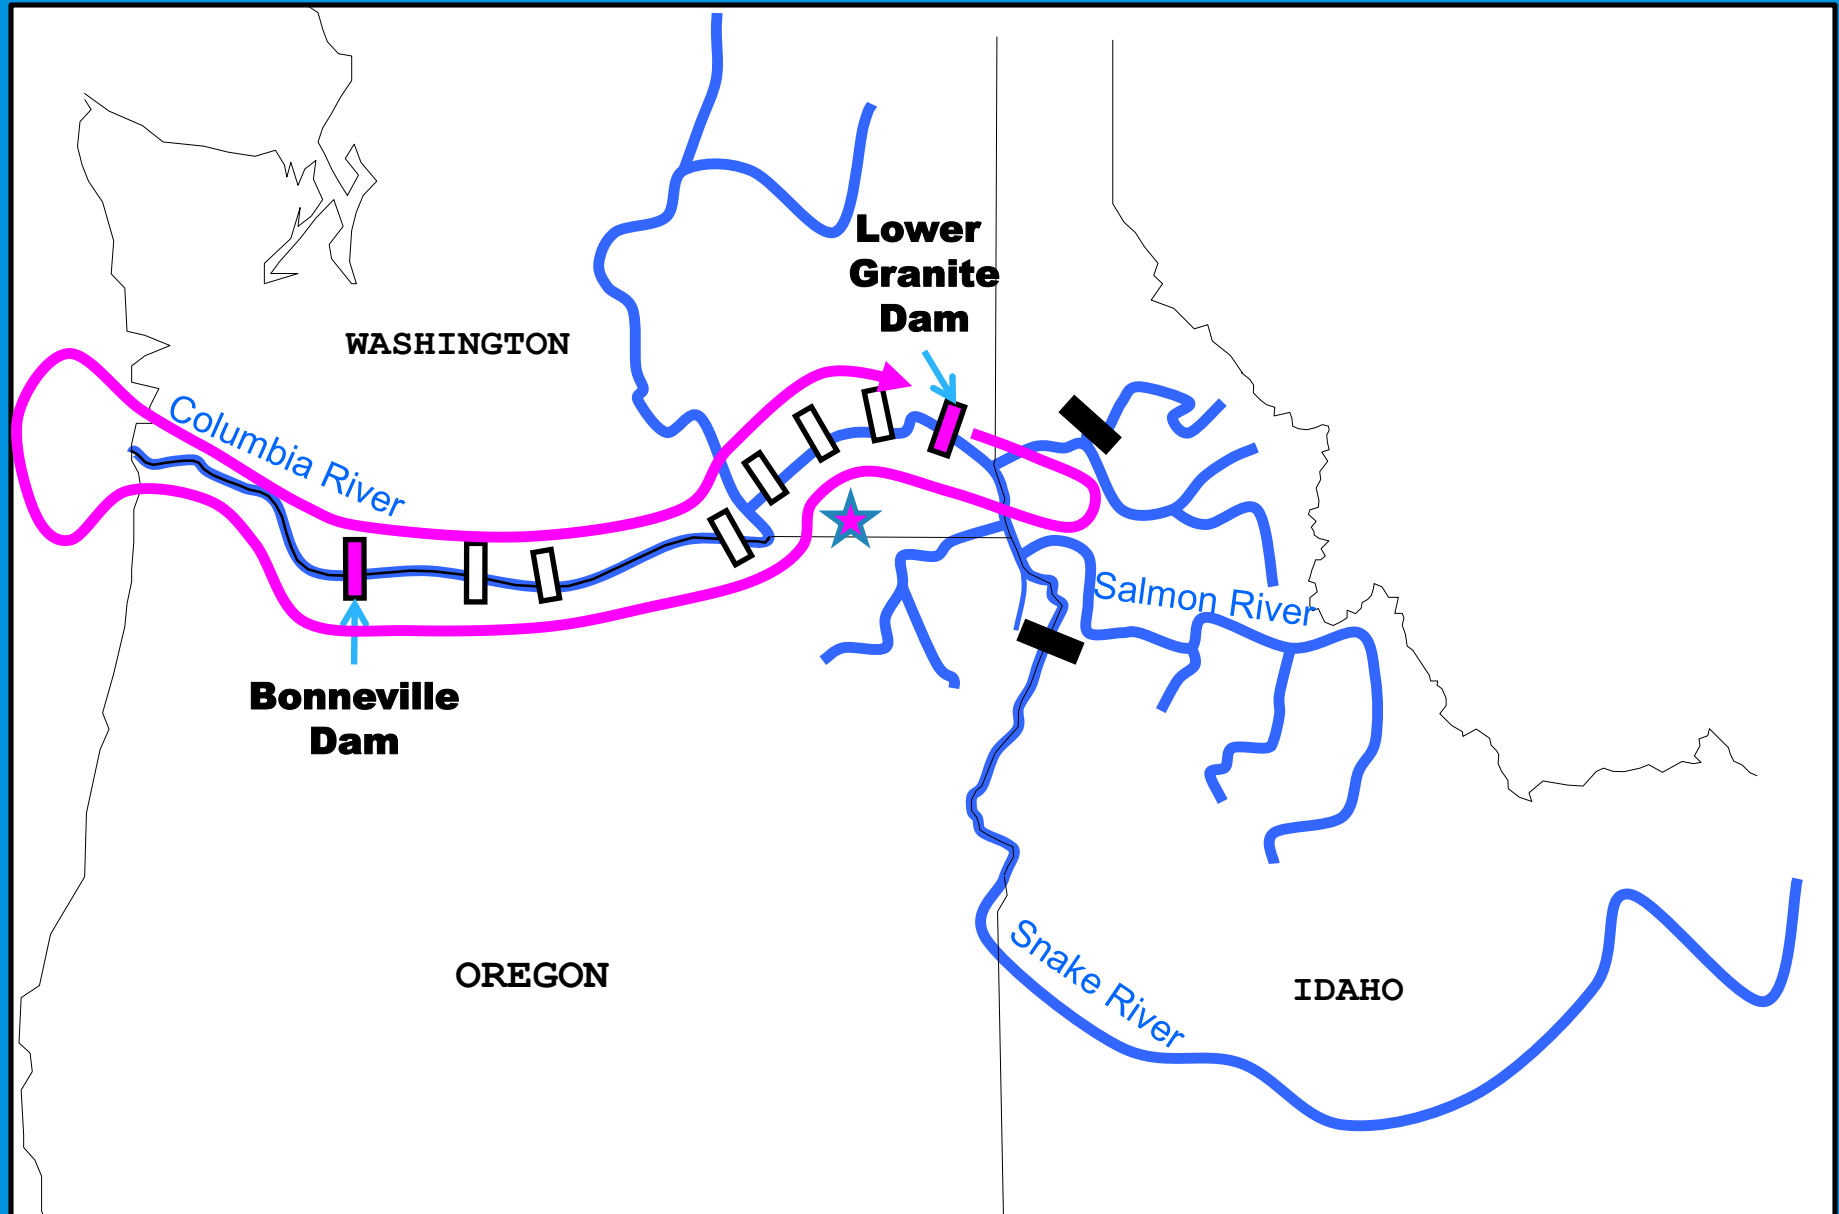 Lower
Granite
Dam
WASHINGTON
Columbia River
Salmon River
Bonneville
Dam
OREGON
Snake River
IDAHO